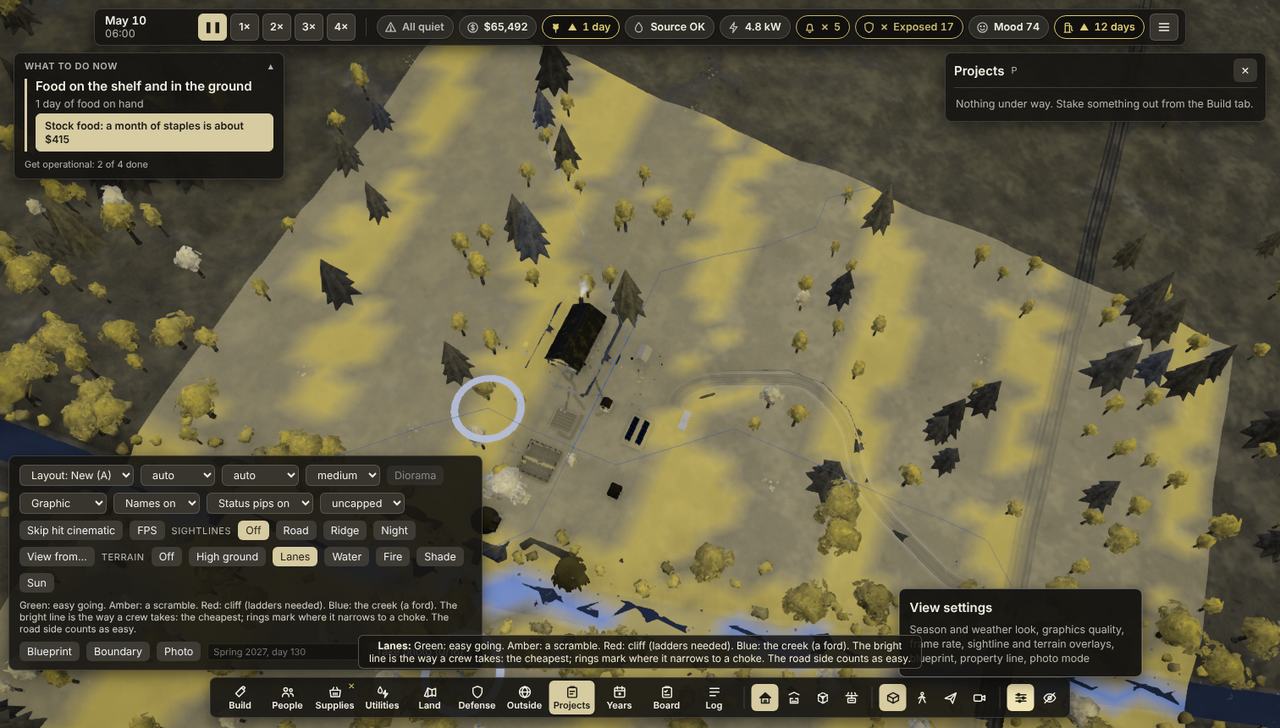 May 10
06:00
1×
2×
3×
4×
All quiet
$65,492
▲ 1 day
Source OK
4.8 kW
× 5
× Exposed 17
Mood 74
▲ 12 days
WHAT TO DO NOW
Food on the shelf and in the ground
1 day of food on hand
Stock food: a month of staples is about
$415
Get operational: 2 of 4 done
Projects P
Nothing under way. Stake something out from the Build tab.
Layout: New (A)
auto
auto
medium
Diorama
Graphic
Names on
Status pips on
uncapped
Skip hit cinematic
FPS
SIGHTLINES
Off
Road
Ridge
Night
View from...
TERRAIN
Off
High ground
Lanes
Water
Fire
Shade
Sun
Green: easy going. Amber: a scramble. Red: cliff (ladders needed). Blue: the creek (a ford). The
bright line is the way a crew takes: the cheapest; rings mark where it narrows to a choke. The
road side counts as easy.
Blueprint
Boundary
Photo
Spring 2027, day 130
Lanes: Green: easy going. Amber: a scramble. Red: cliff (ladders needed). Blue: the creek (a ford). The bright
line is the way a crew takes: the cheapest; rings mark where it narrows to a choke. The road side counts as easy.
View settings
Season and weather look, graphics quality,
rame rate, sightline and terrain overlays,
ueprint, property line, photo mode
Build
People
Supplies
Utilities
Land
Defense
Outside
Projects
Years
Board
Log